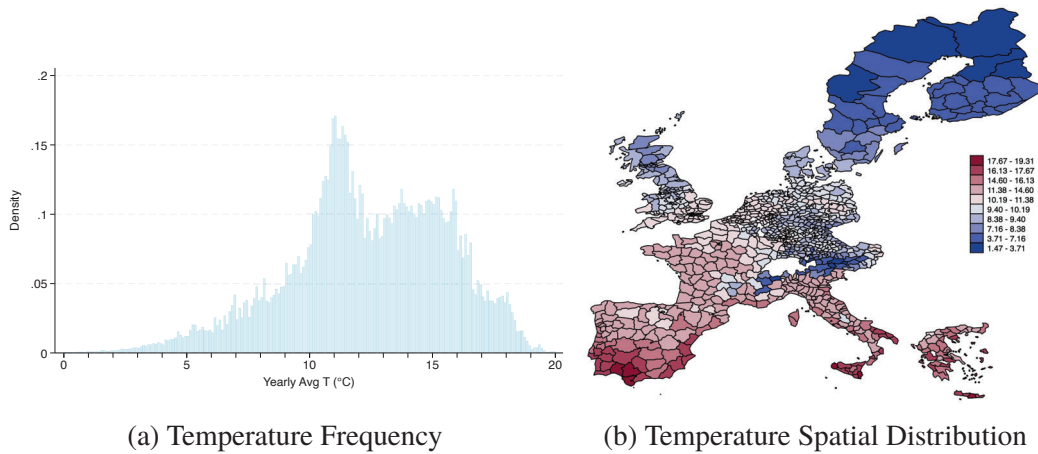 .2
.15
.1
.05
0
Density
0 5 10 15 20
Yearly Avg T (°C)
17.67 - 19.31
16.13 - 17.67
14.60 - 16.13
11.38 - 14.60
10.19 - 11.38
9.40 - 10.19
8.38 - 9.40
7.16 - 8.38
3.71 - 7.16
1.47 - 3.71
(a) Temperature Frequency
(b) Temperature Spatial Distribution